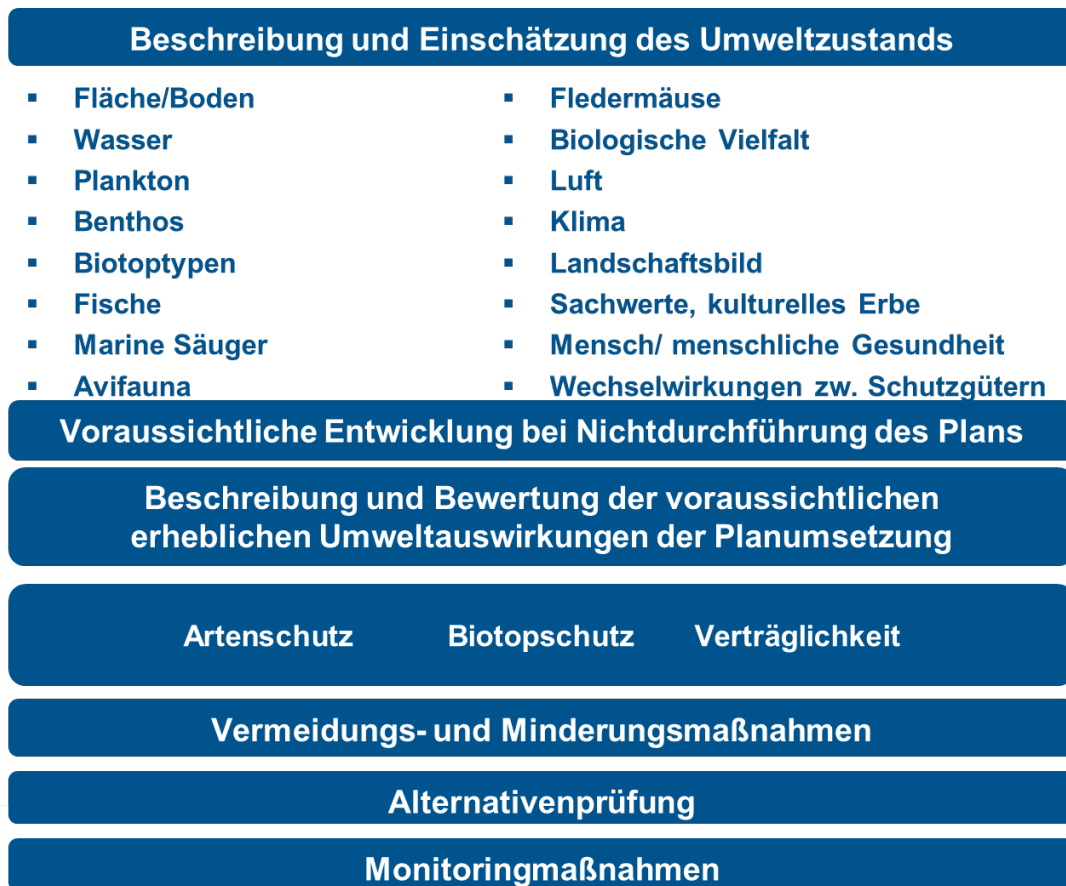 Beschreibung und Einschätzung des Umweltzustands
▪ Fläche/Boden
▪ Wasser
▪ Plankton
▪ Benthos
▪ Biotoptypen
▪ Fische
▪ Marine Säuger
▪ Avifauna
▪ Fledermäuse
▪ Biologische Vielfalt
▪ Luft
▪ Klima
▪ Landschaftsbild
▪ Sachwerte, kulturelles Erbe
▪ Mensch/ menschliche Gesundheit
▪ Wechselwirkungen zw. Schutzgütern
Voraussichtliche Entwicklung bei Nichtdurchführung des Plans
Beschreibung und Bewertung der voraussichtlichen
erheblichen Umweltauswirkungen der Planumsetzung
Artenschutz Biotopschutz Verträglichkeit
Vermeidungs- und Minderungsmaßnahmen
Alternativenprüfung
Monitoringmaßnahmen